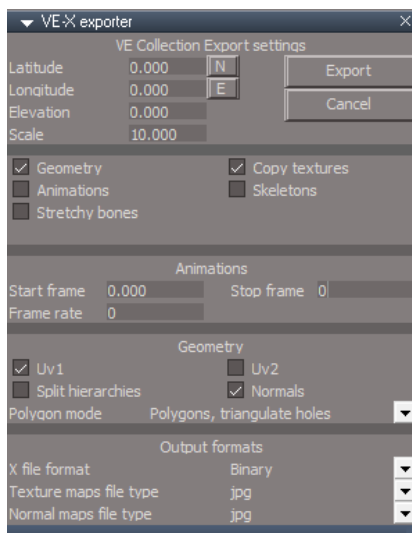 VE-X exporter
VE Collection Export settings
Latitude 0.000 N
Export
Longitude 0.000 E
Cancel
Elevation 0.000
Scale 10.000
Geometry Copy textures
Animations Skeletons
Stretchy bones
Animations
Start frame 0.000 Stop frame 0
Frame rate 0
Geometry
Uv1 Uv2
Split hierarchies Normals
Polygon mode Polygons, triangulate holes
Output formats
X file format Binary
Texture maps file type jpg
Normal maps file type jpg